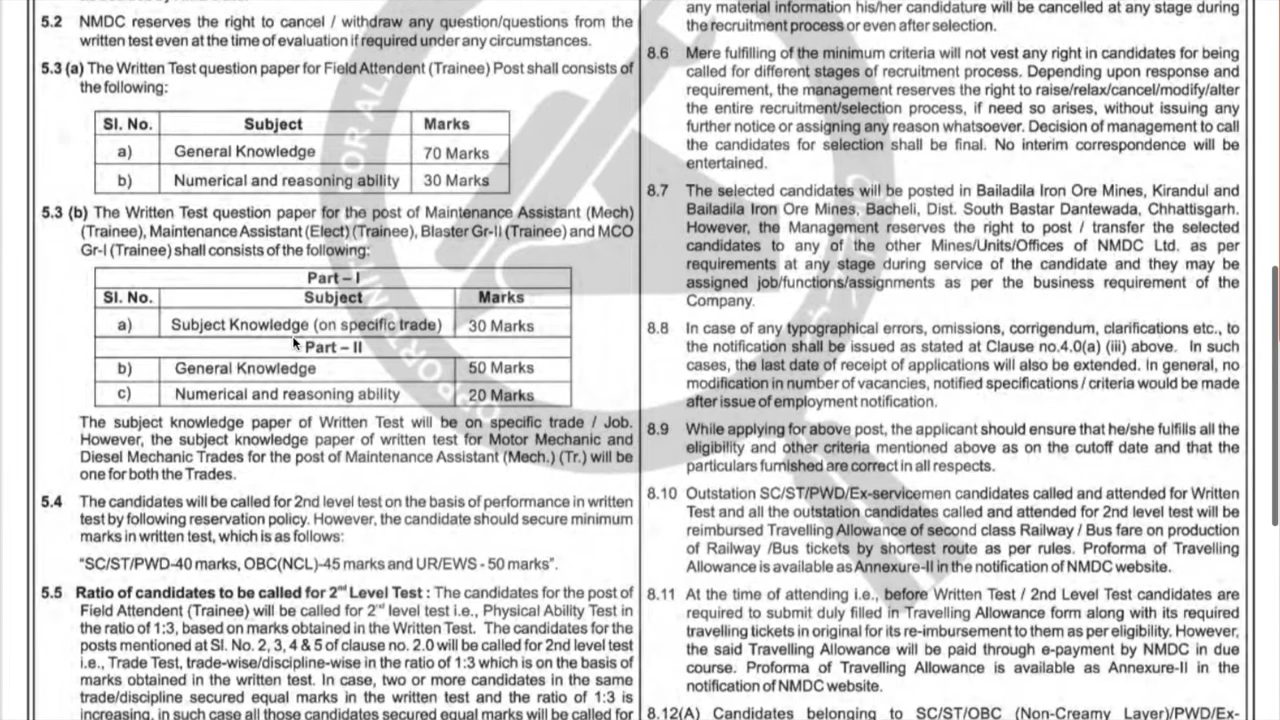 5.2 NMDC reserves the right to cancel / withdraw any question/questions from the
written test even at the time of evaluation if required under any circumstances.
5.3 (a) The Written Test question paper for Field Attendent (Trainee) Post shall consists of
the following:
Sl. No. Subject Marks
a) General Knowledge 70 Marks
b) Numerical and reasoning ability 30 Marks
5.3 (b) The Written Test question paper for the post of Maintenance Assistant (Mech)
(Trainee), Maintenance Assistant (Elect) (Trainee), Blaster Gr-II (Trainee) and MCO
Gr-I (Trainee) shall consists of the following:
Part – I
Sl. No. Subject Marks
a) Subject Knowledge (on specific trade) 30 Marks
Part – II
b) General Knowledge 50 Marks
c) Numerical and reasoning ability 20 Marks
The subject knowledge paper of Written Test will be on specific trade / Job.
However, the subject knowledge paper of written test for Motor Mechanic and
Diesel Mechanic Trades for the post of Maintenance Assistant (Mech.) (Tr.) will be
one for both the Trades.
5.4 The candidates will be called for 2nd level test on the basis of performance in written
test by following reservation policy. However, the candidate should secure minimum
marks in written test, which is as follows:
"SC/ST/PWD-40 marks, OBC(NCL)-45 marks and UR/EWS - 50 marks".
5.5 Ratio of candidates to be called for 2nd Level Test : The candidates for the post of
Field Attendant (Trainee) will be called for 2nd level test i.e., Physical Ability Test in
the ratio of 1:3, based on marks obtained in the Written Test. The candidates for the
posts mentioned at Sl. No. 2, 3, 4 & 5 of clause no. 2.0 will be called for 2nd level test
i.e., Trade Test, trade-wise/discipline-wise in the ratio of 1:3 which is on the basis of
marks obtained in the written test. In case, two or more candidates in the same
trade/discipline secured equal marks in the written test and the ratio of 1:3 is
increasing, in such case all those candidates secured equal marks will be called for
any material information his/her candidature will be cancelled at any stage during
the recruitment process or even after selection.
8.6 Mere fulfilling of the minimum criteria will not vest any right in candidates for being
called for different stages of recruitment process. Depending upon response and
requirement, the management reserves the right to raise/relax/cancel/modify/alter
the entire recruitment/selection process, if need so arises, without issuing any
further notice or assigning any reason whatsoever. Decision of management to call
the candidates for selection shall be final. No interim correspondence will be
entertained.
8.7 The selected candidates will be posted in Bailadila Iron Ore Mines, Kirandul and
Bailadila Iron Ore Mines, Bacheli, Dist. South Bastar Dantewada, Chhattisgarh.
However, the Management reserves the right to post / transfer the selected
candidates to any of the other Mines/Units/Offices of NMDC Ltd. as per
requirements at any stage during service of the candidate and they may be
assigned job/functions/assignments as per the business requirement of the
Company.
8.8 In case of any typographical errors, omissions, corrigendum, clarifications etc., to
the notification shall be issued as stated at Clause no.4.0(a) (iii) above. In such
cases, the last date of receipt of applications will also be extended. In general, no
modification in number of vacancies, notified specifications / criteria would be made
after issue of employment notification.
8.9 While applying for above post, the applicant should ensure that he/she fulfills all the
eligibility and other criteria mentioned above as on the cutoff date and that the
particulars furnished are correct in all respects.
8.10 Outstation SC/ST/PWD/Ex-servicemen candidates called and attended for Written
Test and all the outstation candidates called and attended for 2nd level test will be
reimbursed Travelling Allowance of second class Railway / Bus fare on production
of Railway /Bus tickets by shortest route as per rules. Proforma of Travelling
Allowance is available as Annexure-II in the notification of NMDC website.
8.11 At the time of attending i.e., before Written Test / 2nd Level Test candidates are
required to submit duly filled in Travelling Allowance form along with its required
travelling tickets in original for its re-imbursement to them as per eligibility. However,
the said Travelling Allowance will be paid through e-payment by NMDC in due
course. Proforma of Travelling Allowance is available as Annexure-II in the
notification of NMDC website.
8.12(A) Candidates belonging to SC/ST/OBC (Non-Creamy Layer)/PWD/Ex-